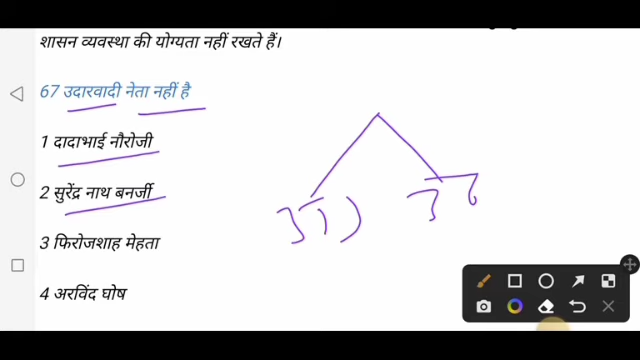 शासन व्यवस्था की योग्यता नहीं रखते हैं।
67 उदारवादी नेता नहीं है
1 दादाभाई नौरोजी
2 सुरेंद्र नाथ बनर्जी
3 फिरोजशाह मेहता
4 अरविंद घोष